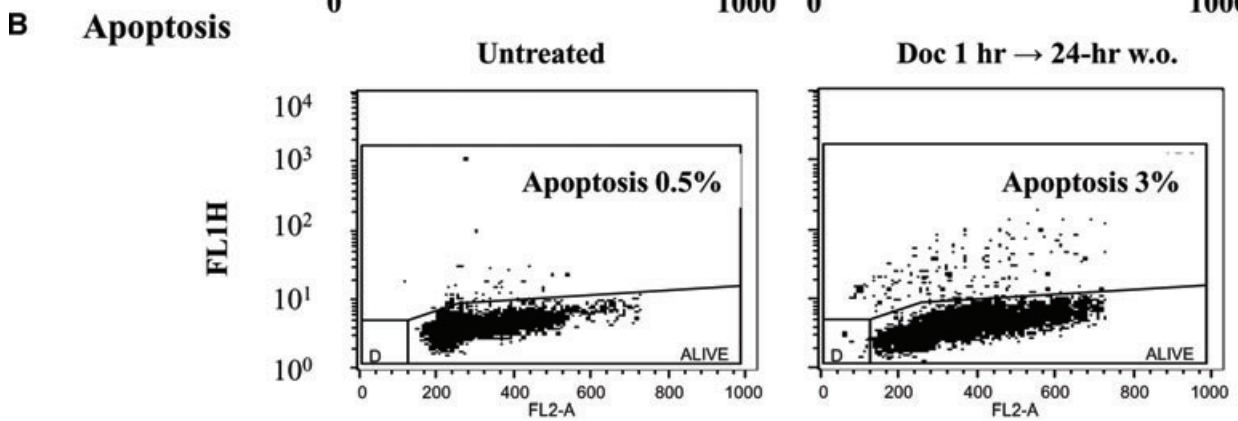 0 1000 0 1000
B Apoptosis
Untreated
Doc 1 hr → 24-hr w.o.
FL1H
10⁴
10³
10²
10¹
10⁰
Apoptosis 0.5%
D
ALIVE
0 200 400 600 800 1000
FL2-A
Apoptosis 3%
D
ALIVE
0 200 400 600 800 1000
FL2-A